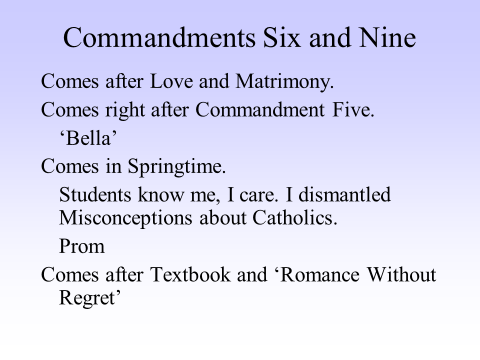 Commandments Six and Nine
Comes after Love and Matrimony.
Comes right after Commandment Five.
‘Bella’
Comes in Springtime.
Students know me, I care. I dismantled
Misconceptions about Catholics.
Prom
Comes after Textbook and ‘Romance Without
Regret’